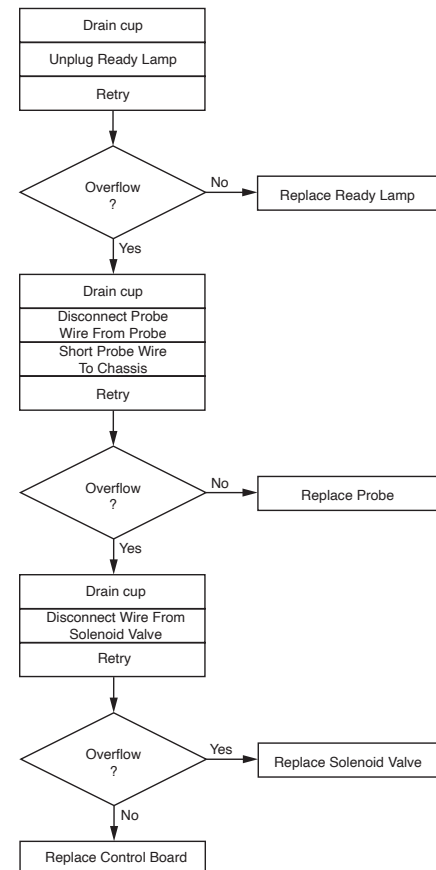 Drain cup
Unplug Ready Lamp
Retry
Overflow
?
No
Replace Ready Lamp
Yes
Drain cup
Disconnect Probe
Wire From Probe
Short Probe Wire
To Chassis
Retry
Overflow
?
No
Replace Probe
Yes
Drain cup
Disconnect Wire From
Solenoid Valve
Retry
Overflow
?
Yes
Replace Solenoid Valve
No
Replace Control Board